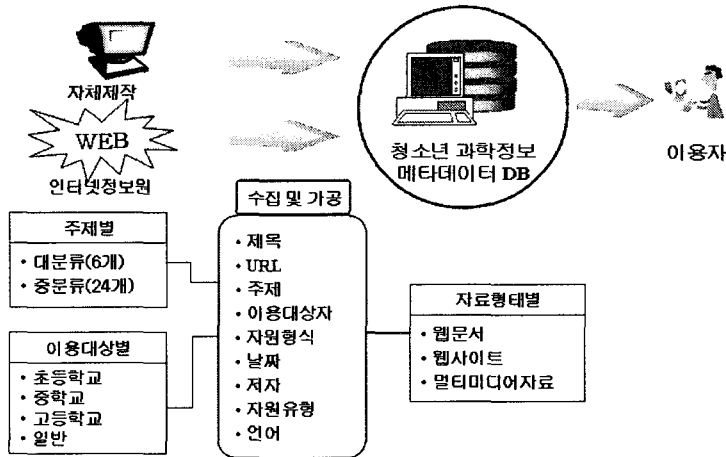 자체제작
WEB
인터넷정보원
청소년 과학정보
메타데이터 DB
이용자
수집 및 가공
· 제목
· URL
· 주제
· 이용대상자
· 자원형식
· 날짜
· 저자
· 자원유형
· 언어
주제별
· 대분류(6개)
· 중분류(24개)
이용대상별
· 초등학교
· 중학교
· 고등학교
· 일반
자료형태별
· 웹문서
· 웹사이트
· 멀티미디어자료